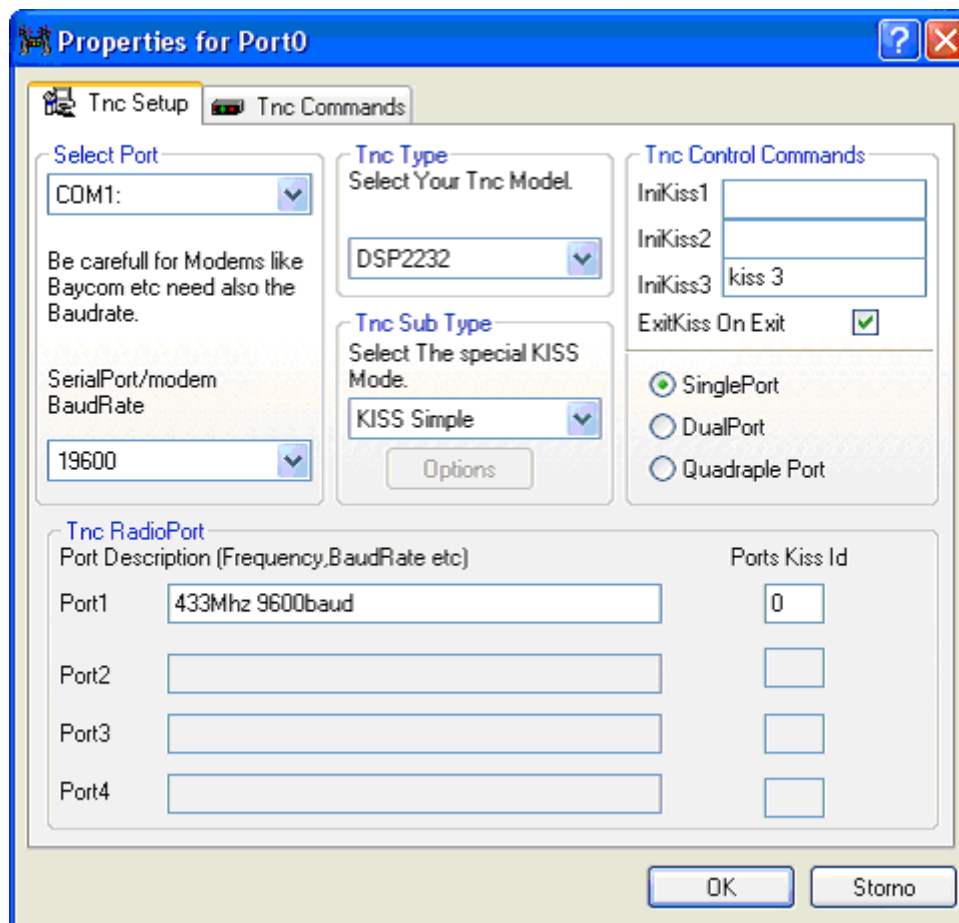 Properties for Port0
Tnc Setup
Tnc Commands
Select Port
COM1:
Be carefull for Modems like
Baycom etc need also the
Baudrate.
SerialPort/modem
BaudRate
19600
Tnc Type
Select Your Tnc Model.
DSP2232
Tnc Sub Type
Select The special KISS
Mode.
KISS Simple
Options
Tnc Control Commands
IniKiss1
IniKiss2
IniKiss3 kiss 3
ExitKiss On Exit
SinglePort
DualPort
Quadraple Port
Tnc RadioPort
Port Description (Frequency,BaudRate etc) Ports Kiss Id
Port1 433Mhz 9600baud 0
Port2
Port3
Port4
OK Storno